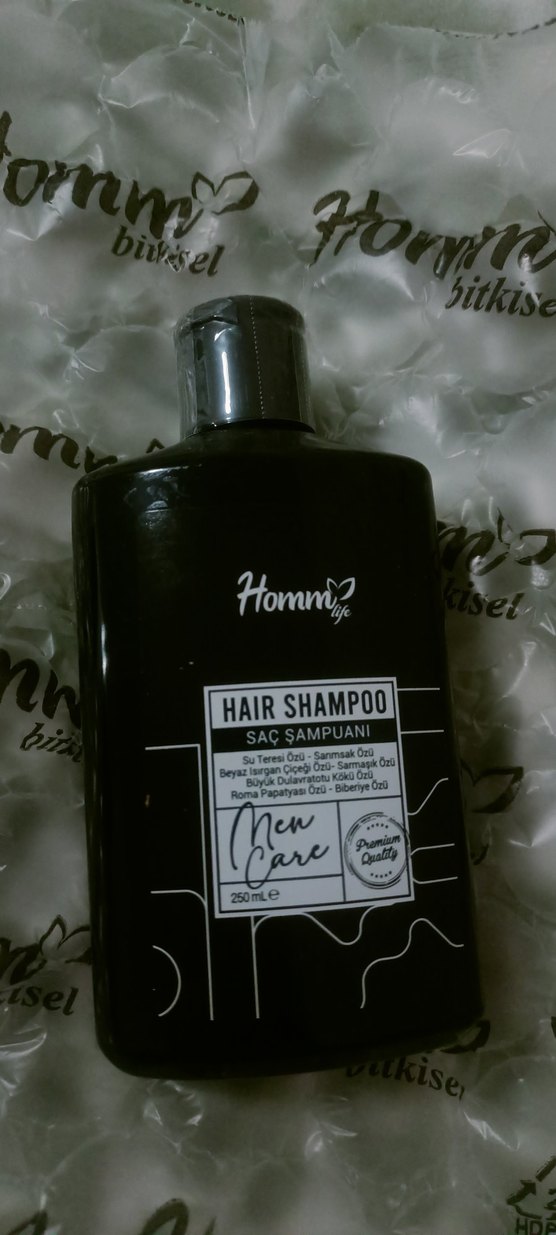 Homm
bitkisel
Homm
bitkisel
Homm
life
HAIR SHAMPOO
SAÇ ŞAMPUANI
Su Teresi Özü - Sarımsak Özü
Beyaz Isırgan Çiçeği Özü- Sarmaşık Özü
Büyük Dulavratotu Kökü Özü
Roma Papatyası Özü - Biberiye Özü
Men
Care
Premium
Quality
250 mL e
bitkisel
HDP